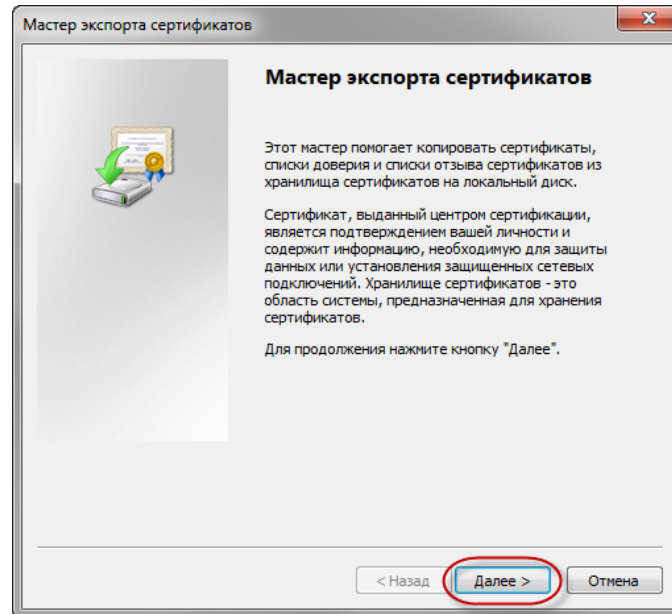 Мастер экспорта сертификатов
Мастер экспорта сертификатов
Этот мастер помогает копировать сертификаты,
списки доверия и списки отзыва сертификатов из
хранилища сертификатов на локальный диск.
Сертификат, выданный центром сертификации,
является подтверждением вашей личности и
содержит информацию, необходимую для защиты
данных или установления защищенных сетевых
подключений. Хранилище сертификатов - это
область системы, предназначенная для хранения
сертификатов.
Для продолжения нажмите кнопку "Далее".
< Назад Далее > Отмена